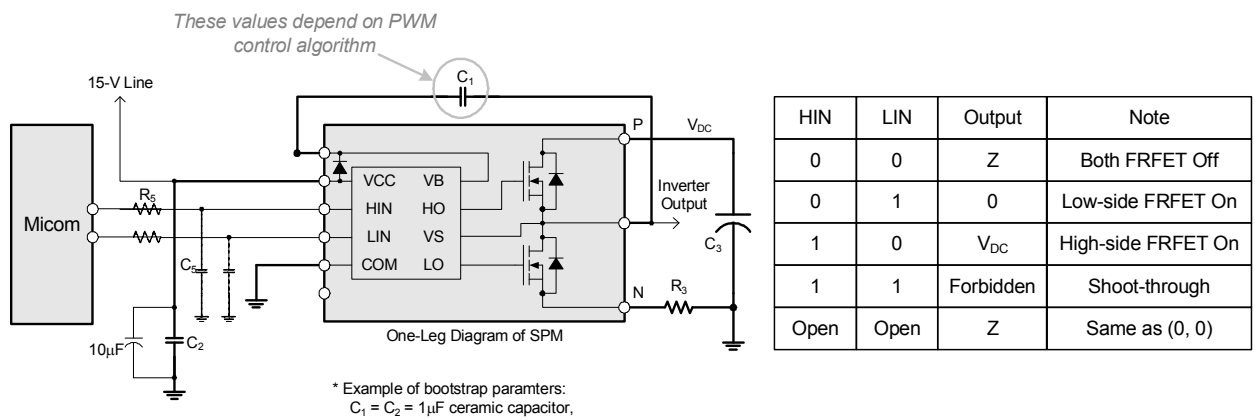 These values depend on PWM
control algorithm
15-V Line
C1
P
VDC
Micom
R5
VCC
VB
HIN
HO
LIN
VS
COM
LO
Inverter
Output
C3
C5
N
R3
10μF
C2
One-Leg Diagram of SPM
* Example of bootstrap paramters:
C1 = C2 = 1μF ceramic capacitor,
HIN LIN Output Note
0 0 Z Both FRFET Off
0 1 0 Low-side FRFET On
1 0 VDC High-side FRFET On
1 1 Forbidden Shoot-through
Open Open Z Same as (0, 0)